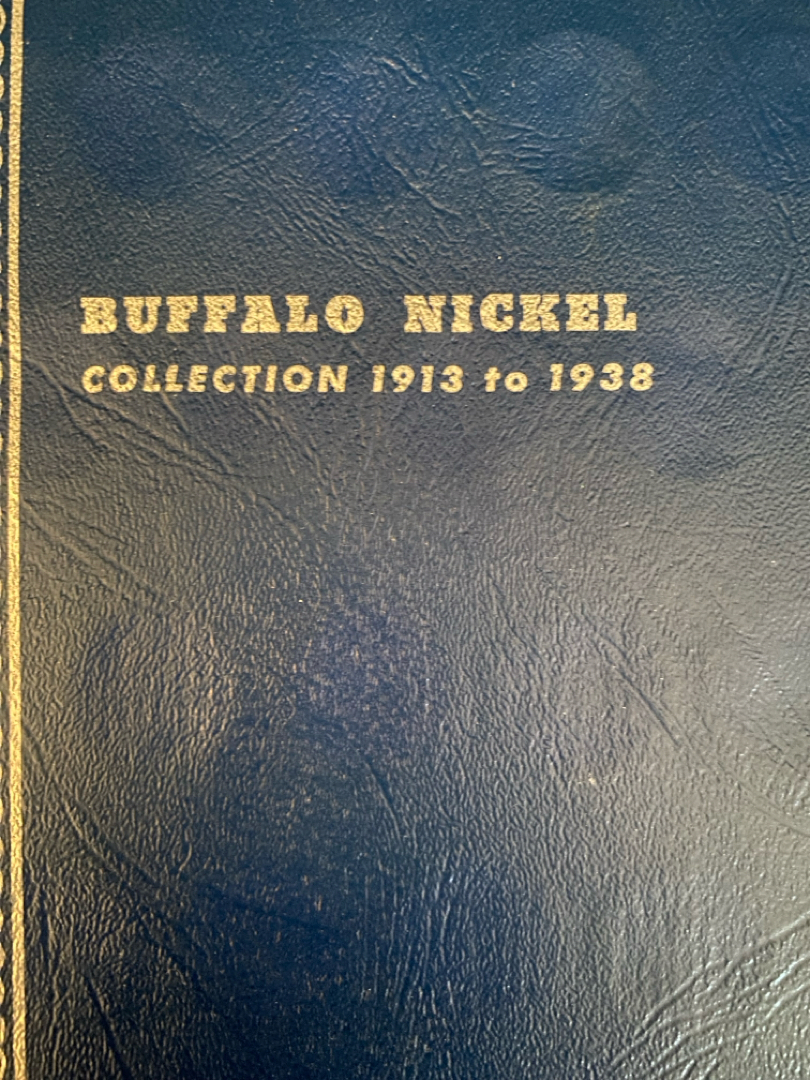 BUFFALO NICKEL
COLLECTION 1913 to 1938